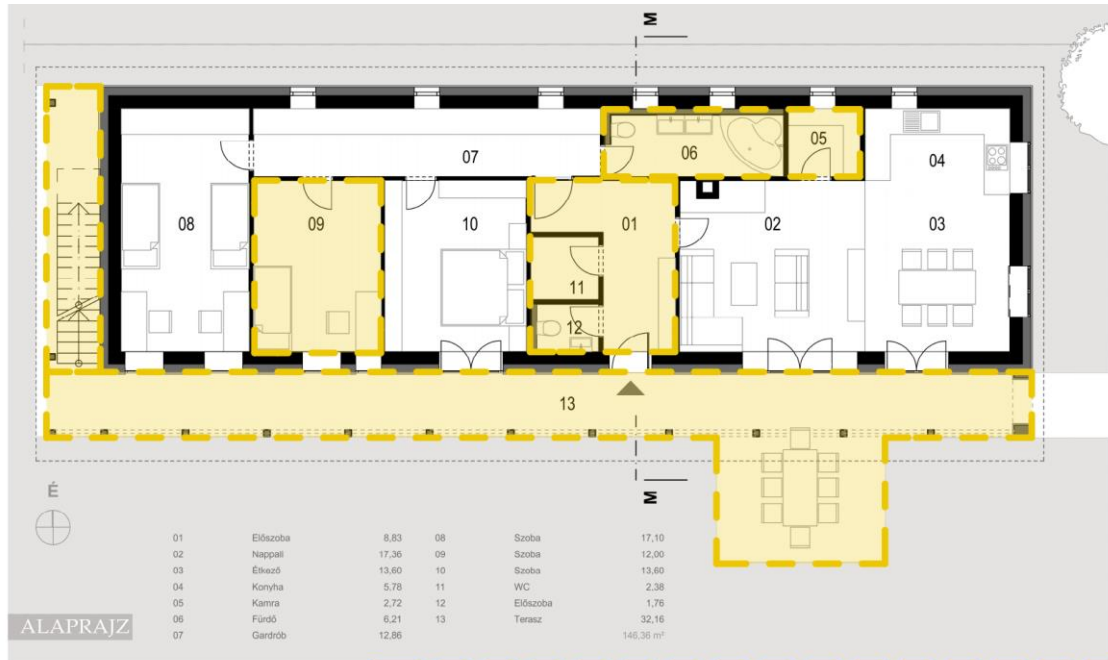 M
06
05
04
07
08
09
10
01
02
03
11
12
13
M
É
01 Előszoba 8,83 08 Szoba 17,10
02 Nappali 17,36 09 Szoba 12,00
03 Étkező 13,60 10 Szoba 13,60
04 Konyha 5,78 11 WC 2,38
05 Kamra 2,72 12 Előszoba 1,76
06 Fürdő 6,21 13 Terasz 32,16
07 Gardrób 12,86 146,36 m²
ALAPRAJZ